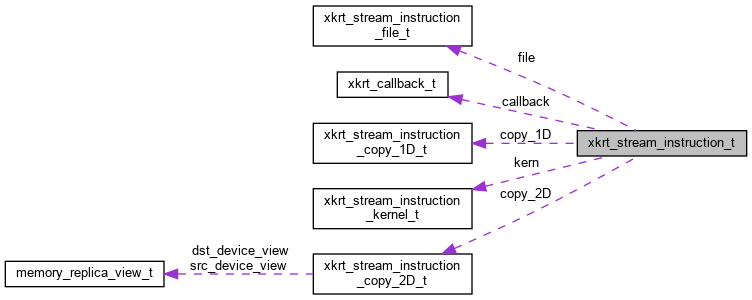 xkrt_stream_instruction
_file_t
file
xkrt_callback_t
callback
xkrt_stream_instruction
_copy_1D_t
copy_1D
xkrt_stream_instruction_t
kern
xkrt_stream_instruction
_kernel_t
copy_2D
dst_device_view
src_device_view
xkrt_stream_instruction
_copy_2D_t
memory_replica_view_t